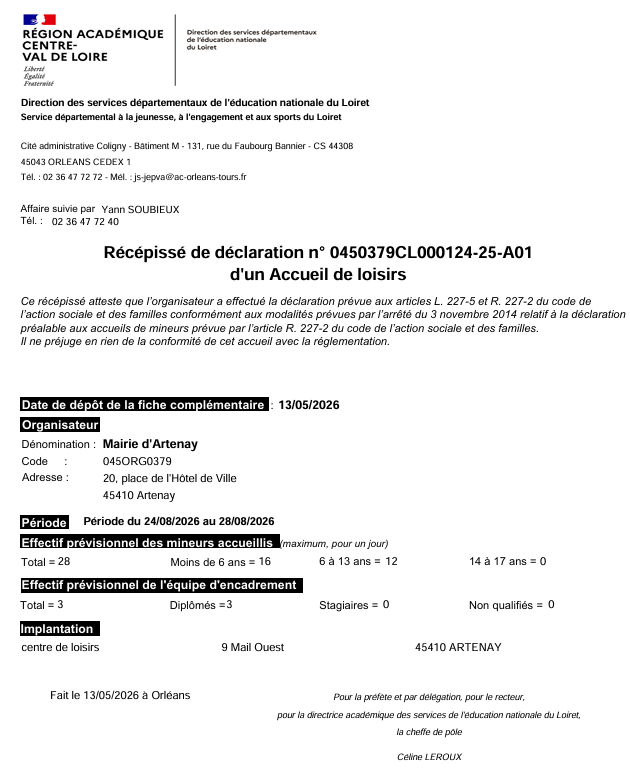 RÉGION ACADÉMIQUE
CENTRE-
VAL DE LOIRE
Liberté
Égalité
Fraternité
Direction des services départementaux
de l'éducation nationale
du Loiret
Direction des services départementaux de l'éducation nationale du Loiret
Service départemental à la jeunesse, à l'engagement et aux sports du Loiret
Cité administrative Coligny - Bâtiment M - 131, rue du Faubourg Bannier - CS 44308
45043 ORLEANS CEDEX 1
Tél. : 02 36 47 72 72 - Mél. : js-jepva@ac-orleans-tours.fr
Affaire suivie par Yann SOUBIEUX
Tél. : 02 36 47 72 40
Récépissé de déclaration n° 0450379CL000124-25-A01
d'un Accueil de loisirs
Ce récépissé atteste que l'organisateur a effectué la déclaration prévue aux articles L. 227-5 et R. 227-2 du code de
l'action sociale et des familles conformément aux modalités prévues par l'arrêté du 3 novembre 2014 relatif à la déclaration
préalable aux accueils de mineurs prévue par l'article R. 227-2 du code de l'action sociale et des familles.
Il ne préjuge en rien de la conformité de cet accueil avec la réglementation.
Date de dépôt de la fiche complémentaire : 13/05/2026
Organisateur
Dénomination : Mairie d'Artenay
Code : 045ORG0379
Adresse : 20, place de l'Hôtel de Ville
45410 Artenay
Période Période du 24/08/2026 au 28/08/2026
Effectif prévisionnel des mineurs accueillis (maximum, pour un jour)
Total = 28 Moins de 6 ans = 16 6 à 13 ans = 12 14 à 17 ans = 0
Effectif prévisionnel de l'équipe d'encadrement
Total = 3 Diplômés =3 Stagiaires = 0 Non qualifiés = 0
Implantation
centre de loisirs 9 Mail Ouest 45410 ARTENAY
Fait le 13/05/2026 à Orléans
Pour la préfète et par délégation, pour le recteur,
pour la directrice académique des services de l'éducation nationale du Loiret,
la cheffe de pôle
Céline LEROUX